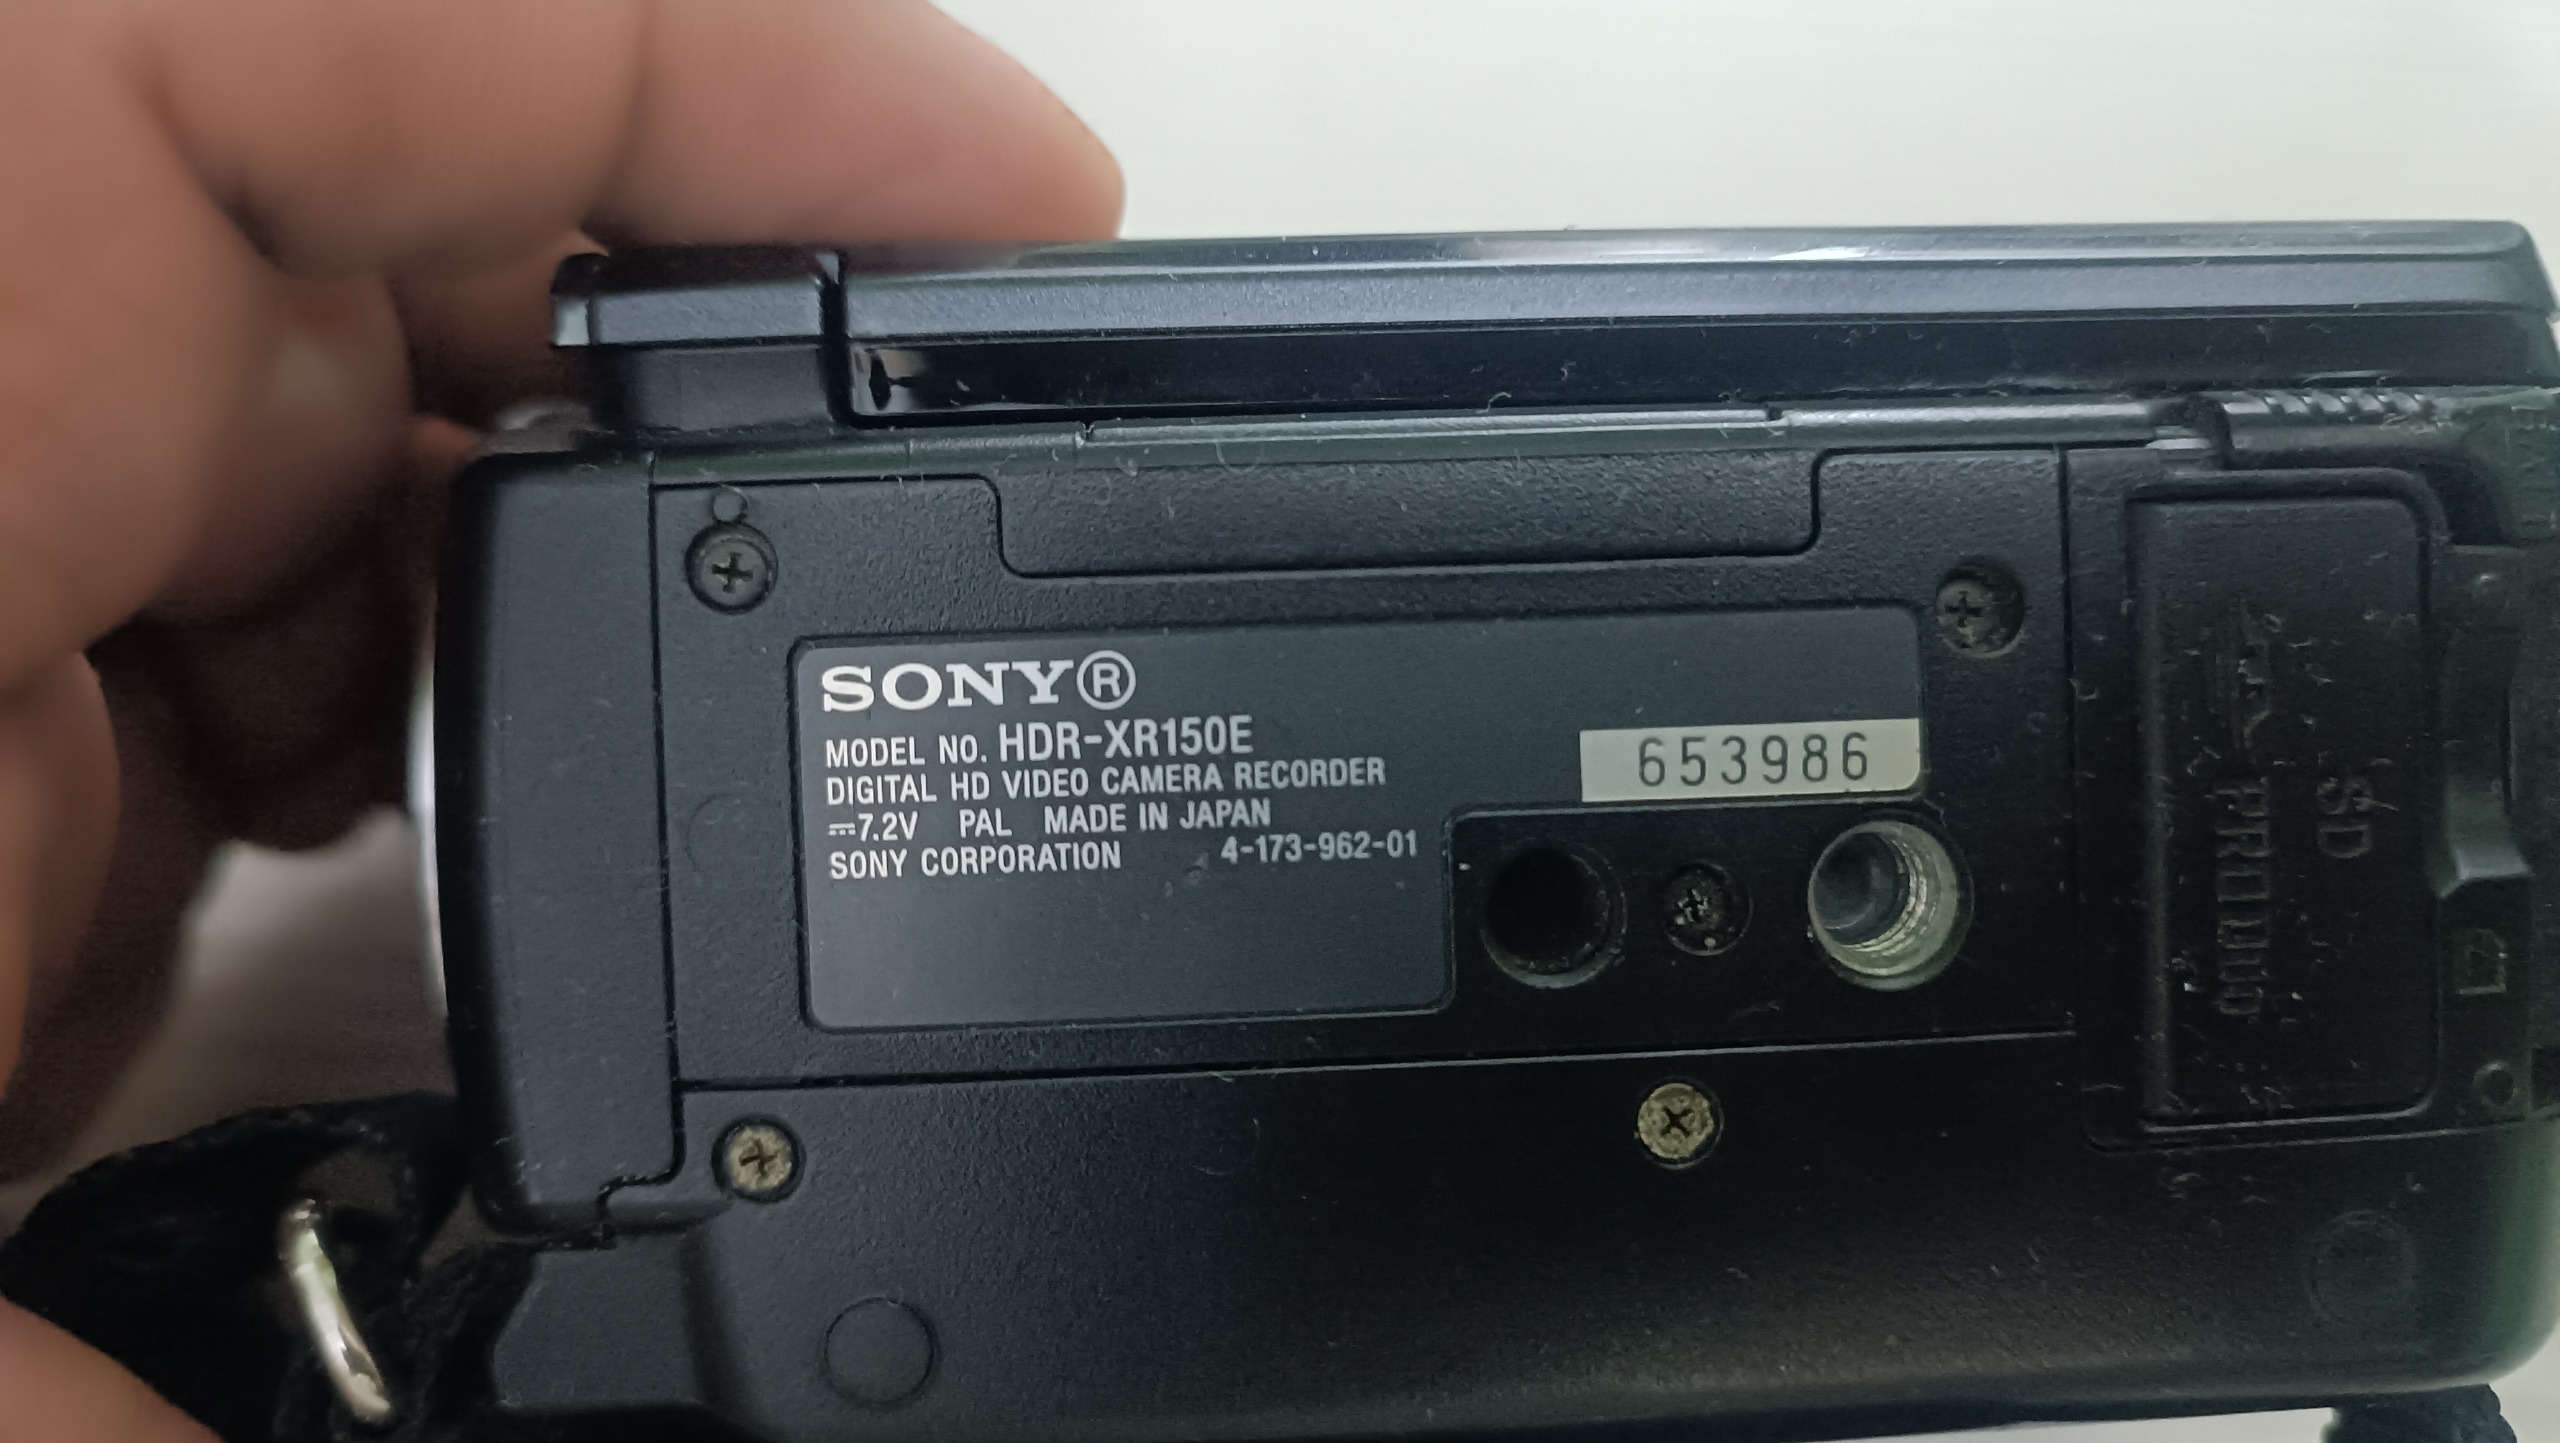 SONY®
MODEL NO. HDR-XR150E
DIGITAL HD VIDEO CAMERA RECORDER
⎓7.2V PAL MADE IN JAPAN
SONY CORPORATION 4-173-962-01
653986
SD
PRO DUO